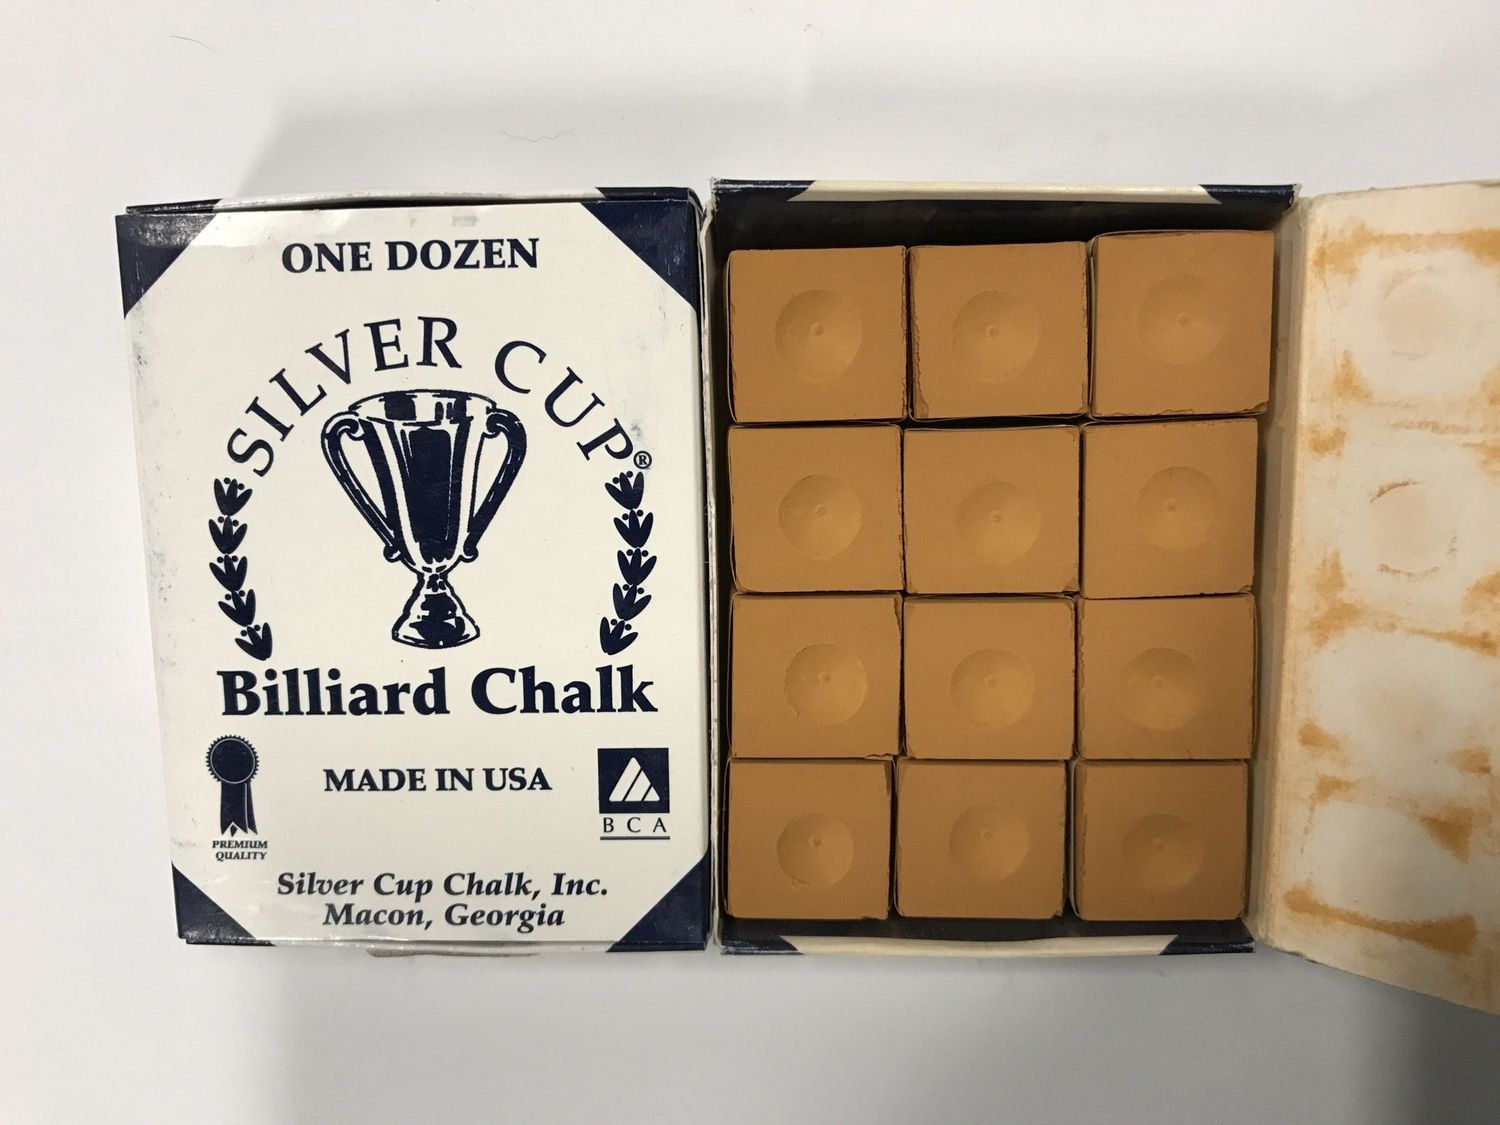 ONE DOZEN
SILVER CUP®
Billiard Chalk
MADE IN USA
PREMIUM
QUALITY
BCA
Silver Cup Chalk, Inc.
Macon, Georgia